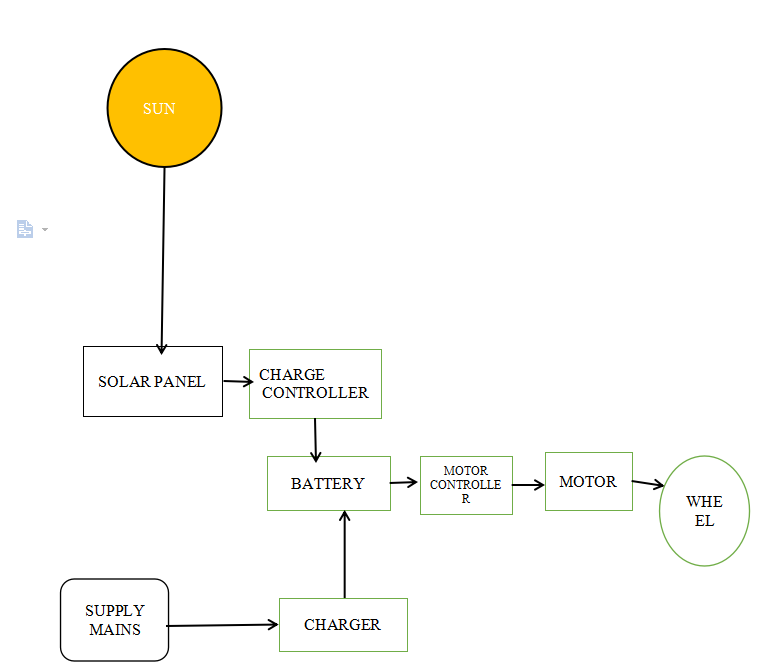 SUN
SOLAR PANEL
CHARGE
CONTROLLER
BATTERY
MOTOR
CONTROLLE
R
MOTOR
WHE
EL
SUPPLY
MAINS
CHARGER